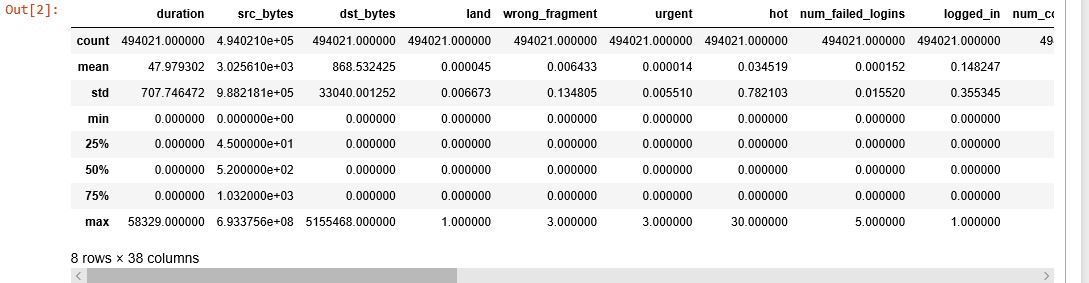 Out[2]:
duration src_bytes dst_bytes land wrong_fragment urgent hot num_failed_logins logged_in num_co
count 494021.000000 4.940210e+05 494021.000000 494021.000000 494021.000000 494021.000000 494021.000000 494021.000000 494021.000000 494
mean 47.979302 3.025610e+03 868.532425 0.000045 0.006433 0.000014 0.034519 0.000152 0.148247
std 707.746472 9.882181e+05 33040.001252 0.006673 0.134805 0.005510 0.782103 0.015520 0.355345
min 0.000000 0.000000e+00 0.000000 0.000000 0.000000 0.000000 0.000000 0.000000 0.000000
25% 0.000000 4.500000e+01 0.000000 0.000000 0.000000 0.000000 0.000000 0.000000 0.000000
50% 0.000000 5.200000e+02 0.000000 0.000000 0.000000 0.000000 0.000000 0.000000 0.000000
75% 0.000000 1.032000e+03 0.000000 0.000000 0.000000 0.000000 0.000000 0.000000 0.000000
max 58329.000000 6.933756e+08 5155468.000000 1.000000 3.000000 3.000000 30.000000 5.000000 1.000000
8 rows × 38 columns